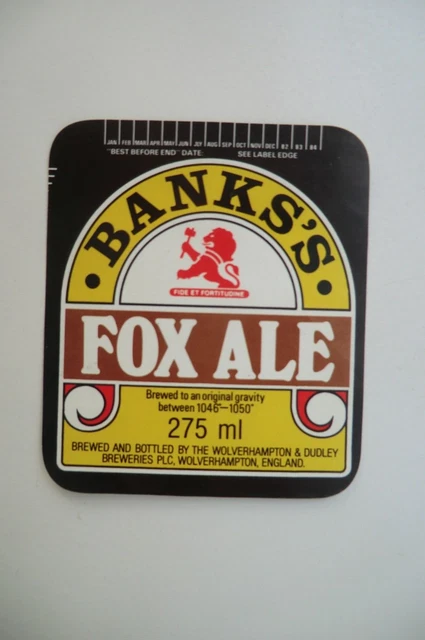 JAN FEB MAR APR MAY JUN JLY AUG SEP OCT NOV DEC 82 83 84
"BEST BEFORE END" DATE: SEE LABEL EDGE
BANKS'S
FIDE ET FORTITUDINE
FOX ALE
Brewed to an original gravity
between 1046°—1050°
275 ml
BREWED AND BOTTLED BY THE WOLVERHAMPTON & DUDLEY
BREWERIES PLC, WOLVERHAMPTON, ENGLAND.